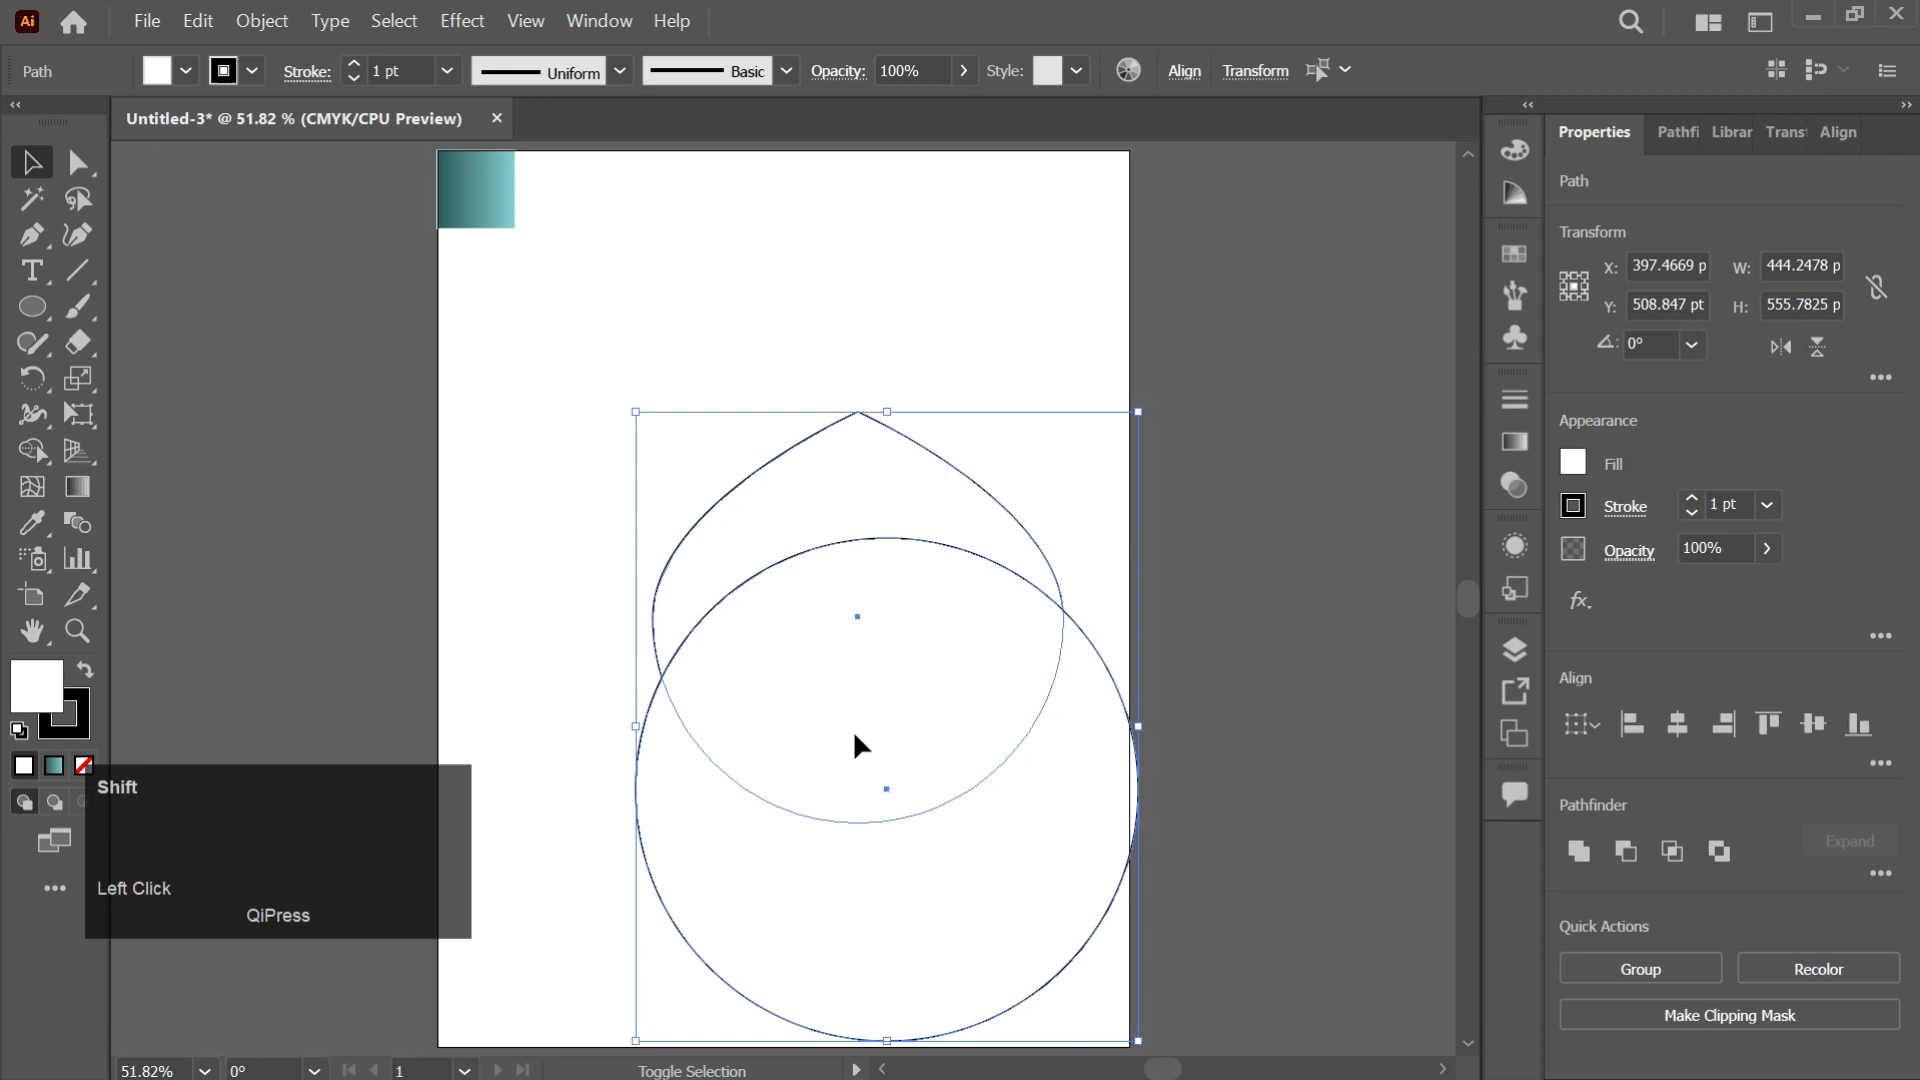 Ai File Edit Object Type Select Effect View Window Help
Path Stroke: 1 pt Uniform Basic Opacity: 100% Style: Align Transform
Untitled-3* @ 51.82 % (CMYK/CPU Preview)
Properties Pathfi Librar Trans Align
Path
Transform
X: 397.4669 p W: 444.2478 p
Y: 508.847 pt H: 555.7825 p
0°
Appearance
Fill
Stroke 1 pt
Opacity 100%
fx
Align
Pathfinder
Expand
Quick Actions
Group Recolor
Make Clipping Mask
Shift
Left Click
QiPress
51.82% 0° 1 Toggle Selection